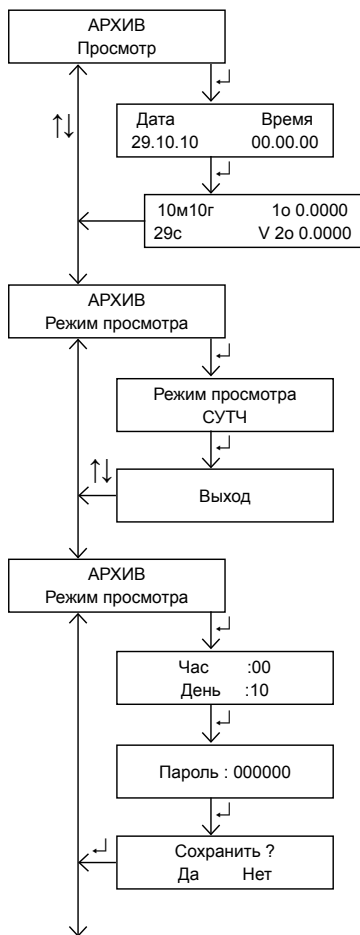 АРХИВ
Просмотр
Дата Время
29.10.10 00.00.00
10м10г 1о 0.0000
29с V 2о 0.0000
АРХИВ
Режим просмотра
Режим просмотра
СУТЧ
Выход
АРХИВ
Режим просмотра
Час :00
День :10
Пароль : 000000
Сохранить ?
Да Нет